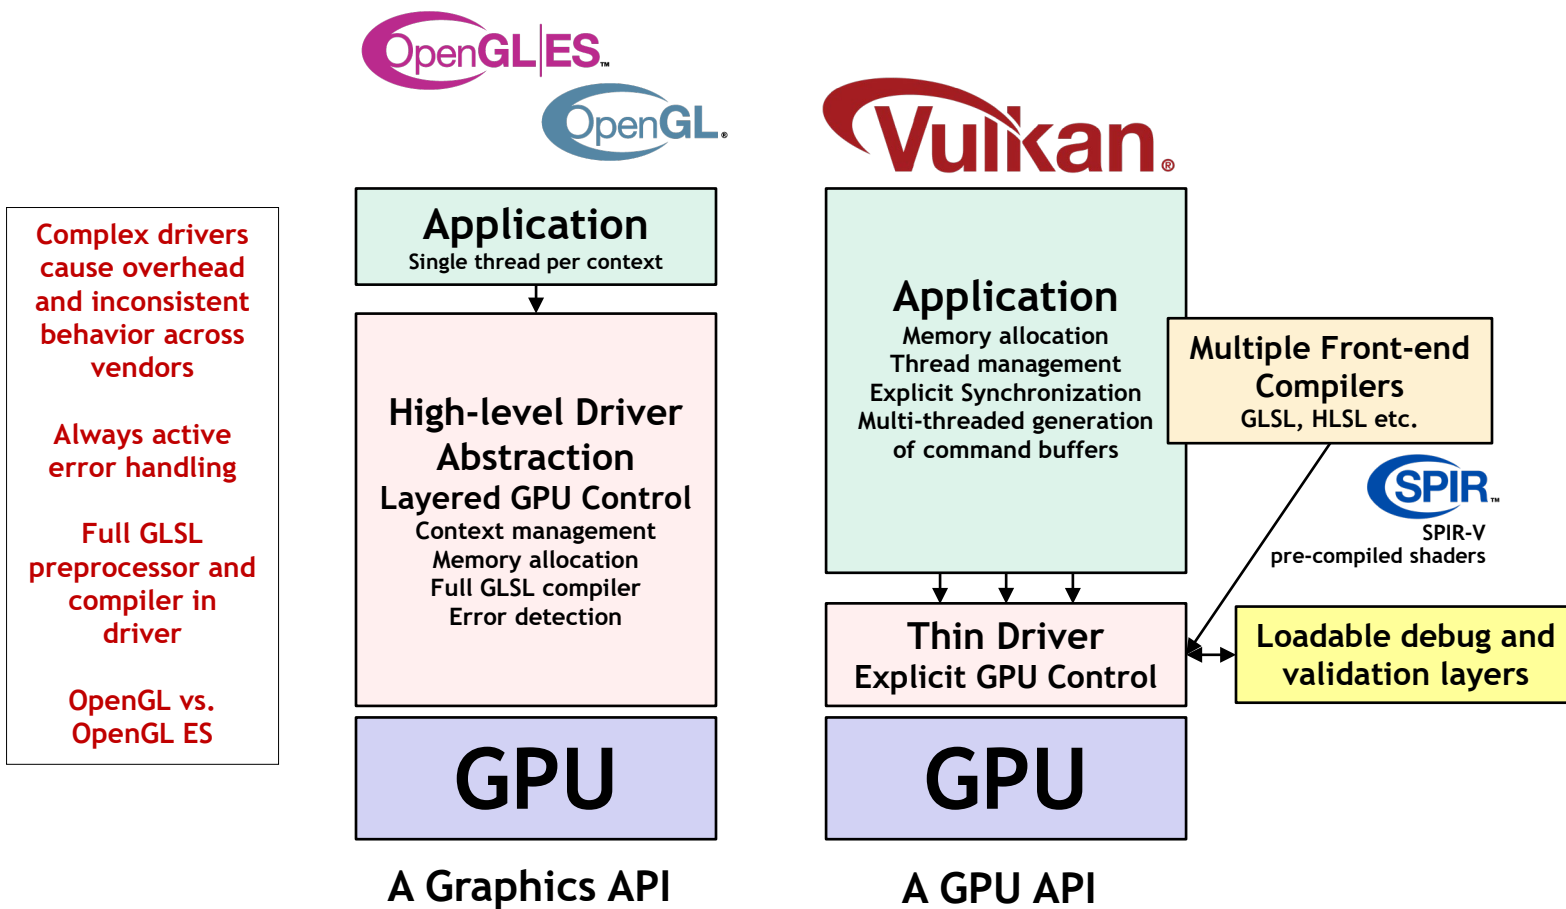 OpenGL|ES™
OpenGL®
Vulkan®
Complex drivers
cause overhead
and inconsistent
behavior across
vendors
Always active
error handling
Full GLSL
preprocessor and
compiler in
driver
OpenGL vs.
OpenGL ES
Application
Single thread per context
High-level Driver
Abstraction
Layered GPU Control
Context management
Memory allocation
Full GLSL compiler
Error detection
GPU
A Graphics API
Application
Memory allocation
Thread management
Explicit Synchronization
Multi-threaded generation
of command buffers
Multiple Front-end
Compilers
GLSL, HLSL etc.
SPIR™
SPIR-V
pre-compiled shaders
Thin Driver
Explicit GPU Control
Loadable debug and
validation layers
GPU
A GPU API